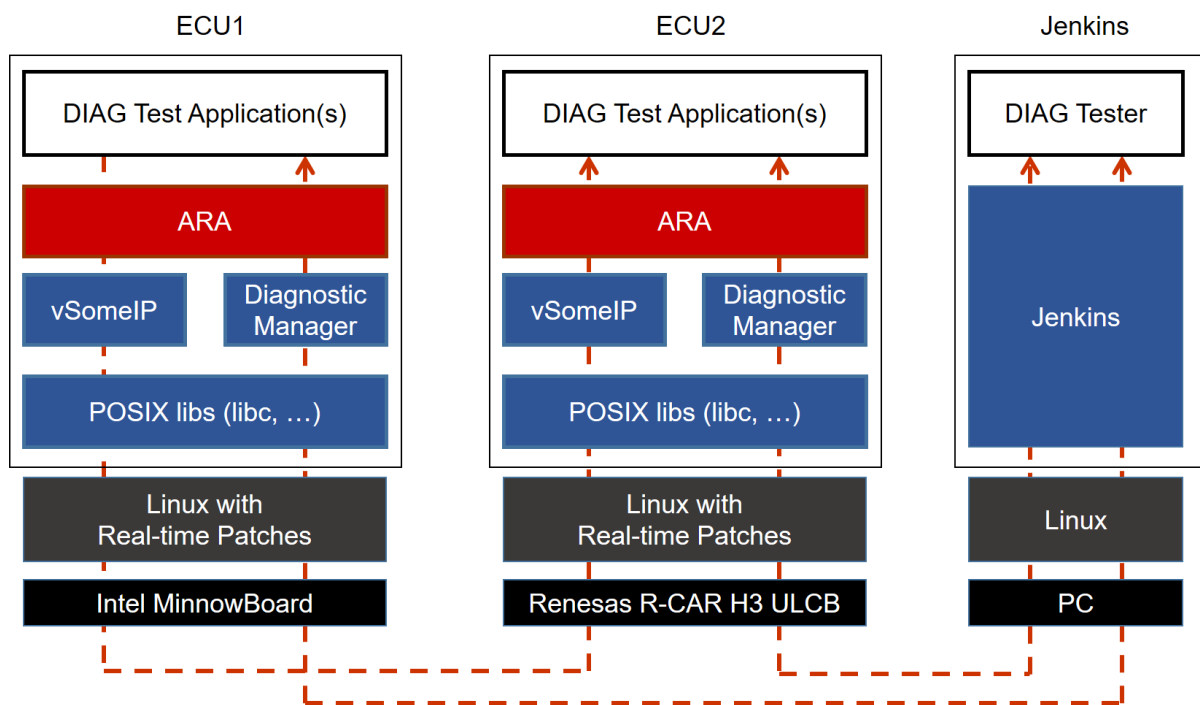 ECU1
DIAG Test Application(s)
ARA
vSomeIP
Diagnostic
Manager
POSIX libs (libc, …)
Linux with
Real-time Patches
Intel MinnowBoard
ECU2
DIAG Test Application(s)
ARA
vSomeIP
Diagnostic
Manager
POSIX libs (libc, …)
Linux with
Real-time Patches
Renesas R-CAR H3 ULCB
Jenkins
DIAG Tester
Jenkins
Linux
PC